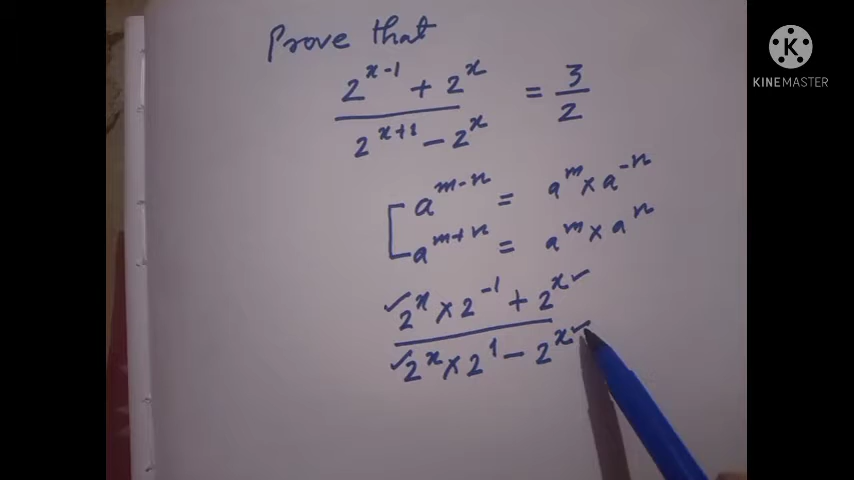 Prove that
2^{x-1} + 2^x / 2^{x+1} - 2^x = 3/2
a^{m-n} = a^m × a^{-n}
a^{m+n} = a^m × a^n
✓2^x × 2^{-1} + 2^x✓ / ✓2^x × 2^1 - 2^x✓
K
KINEMASTER